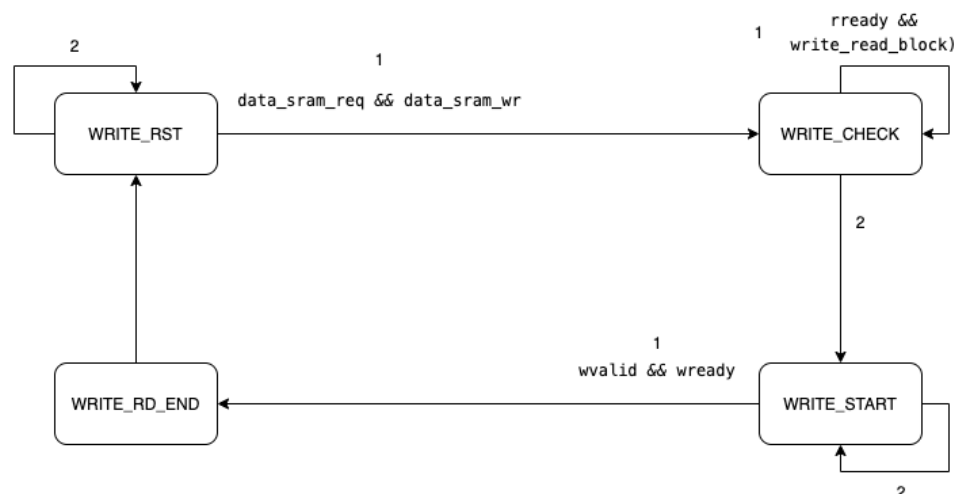 rready &&
1
write_read_block)
2
1
data_sram_req && data_sram_wr
WRITE_RST
WRITE_CHECK
2
1
wvalid && wready
WRITE_RD_END
WRITE_START
2